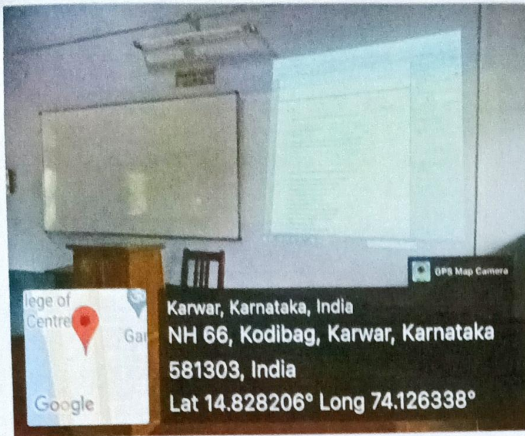 GPS Map Camera
lege of
Centre
Ga
Google
Karwar, Karnataka, India
NH 66, Kodibag, Karwar, Karnataka
581303, India
Lat 14.828206° Long 74.126338°